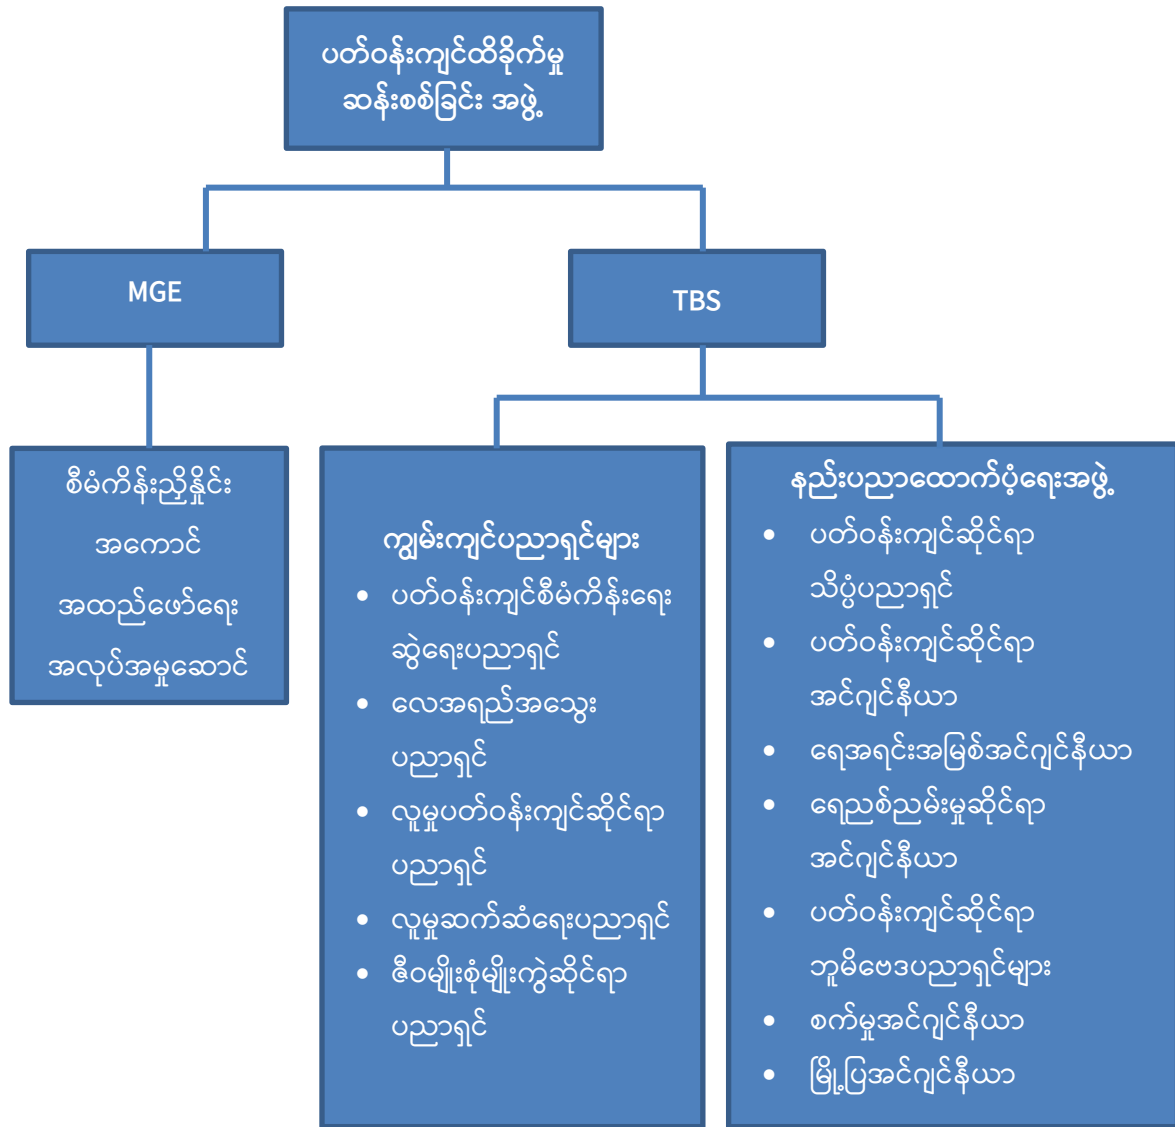 ပတ်ဝန်းကျင်ထိခိုက်မှု
ဆန်းစစ်ခြင်း အဖွဲ့
MGE
TBS
စီမံကိန်းညှိနှိုင်း
အကောင်
အထည်ဖော်ရေး
အလုပ်အမှုဆောင်
ကျွမ်းကျင်ပညာရှင်များ
• ပတ်ဝန်းကျင်စီမံကိန်းရေး
ဆွဲရေးပညာရှင်
• လေအရည်အသွေး
ပညာရှင်
• လူမှုပတ်ဝန်းကျင်ဆိုင်ရာ
ပညာရှင်
• လူမှုဆက်ဆံရေးပညာရှင်
• ဇီဝမျိုးစုံမျိုးကွဲဆိုင်ရာ
ပညာရှင်
နည်းပညာထောက်ပံ့ရေးအဖွဲ့
• ပတ်ဝန်းကျင်ဆိုင်ရာ
သိပ္ပံပညာရှင်
• ပတ်ဝန်းကျင်ဆိုင်ရာ
အင်ဂျင်နီယာ
• ရေအရင်းအမြစ်အင်ဂျင်နီယာ
• ရေညစ်ညမ်းမှုဆိုင်ရာ
အင်ဂျင်နီယာ
• ပတ်ဝန်းကျင်ဆိုင်ရာ
ဘူမိဗေဒပညာရှင်များ
• စက်မှုအင်ဂျင်နီယာ
• မြို့ပြအင်ဂျင်နီယာ